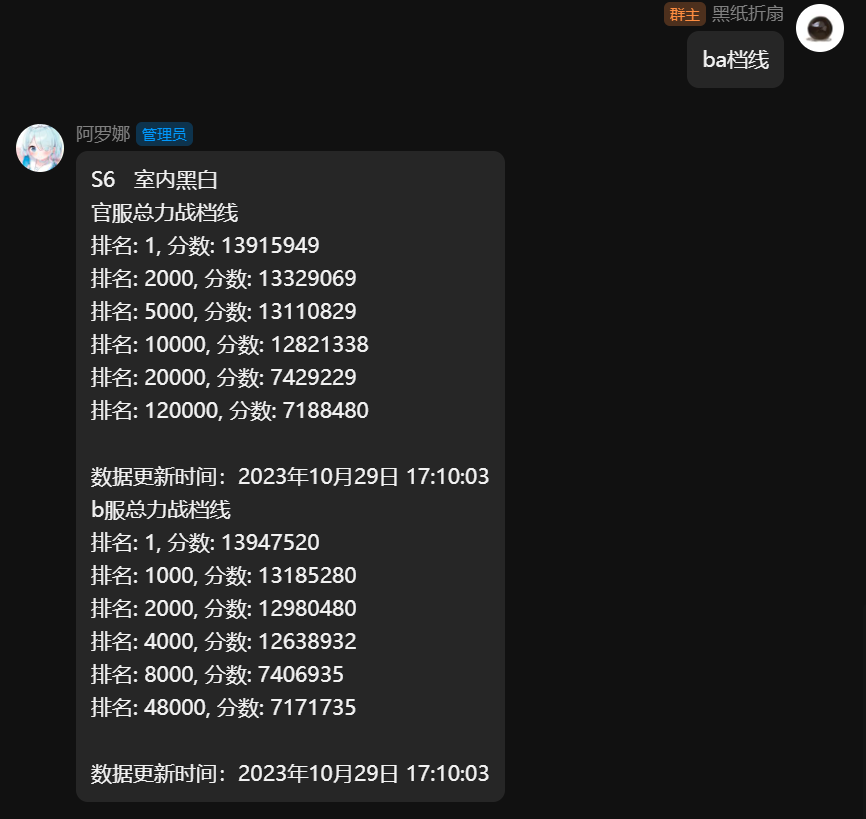 群主 黑纸折扇
ba档线
阿罗娜 管理员
S6 室内黑白
官服总力战档线
排名: 1, 分数: 13915949
排名: 2000, 分数: 13329069
排名: 5000, 分数: 13110829
排名: 10000, 分数: 12821338
排名: 20000, 分数: 7429229
排名: 120000, 分数: 7188480
数据更新时间：2023年10月29日 17:10:03
b服总力战档线
排名: 1, 分数: 13947520
排名: 1000, 分数: 13185280
排名: 2000, 分数: 12980480
排名: 4000, 分数: 12638932
排名: 8000, 分数: 7406935
排名: 48000, 分数: 7171735
数据更新时间：2023年10月29日 17:10:03